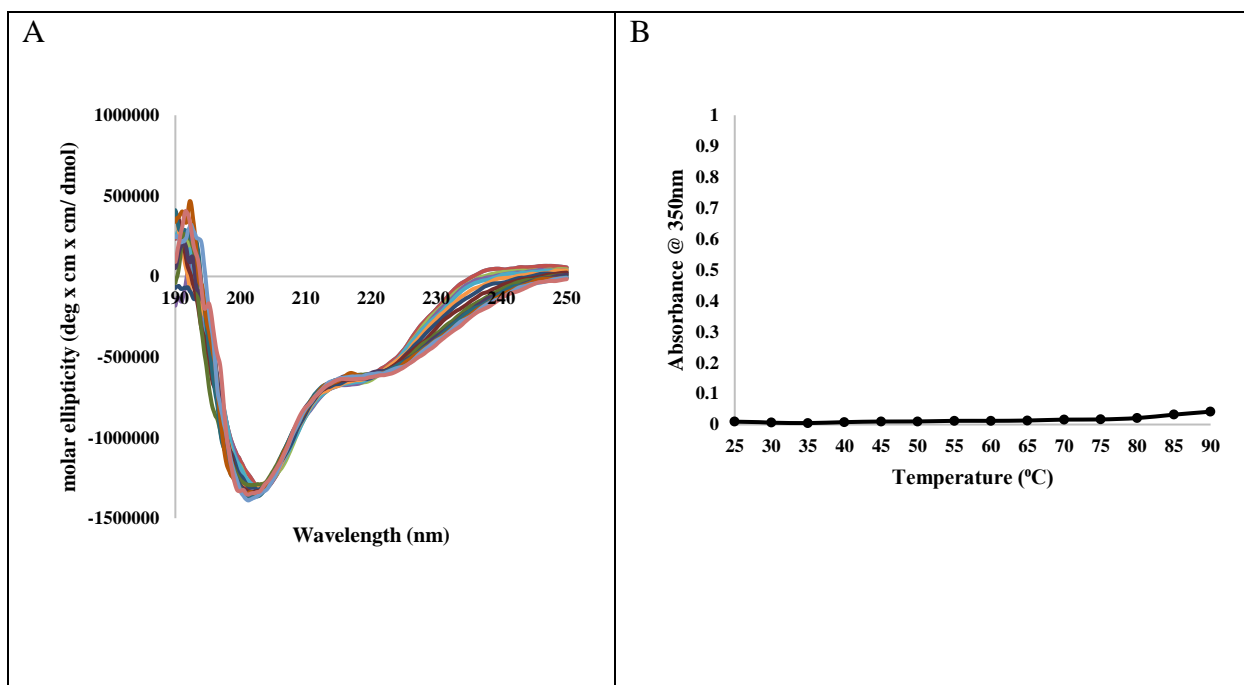 A
molar ellipticity (deg x cm x cm/ dmol)
1000000
500000
0
-500000
-1000000
-1500000
190 200 210 220 230 240 250
Wavelength (nm)
B
Absorbance @ 350nm
1
0.9
0.8
0.7
0.6
0.5
0.4
0.3
0.2
0.1
0
25 30 35 40 45 50 55 60 65 70 75 80 85 90
Temperature (ºC)